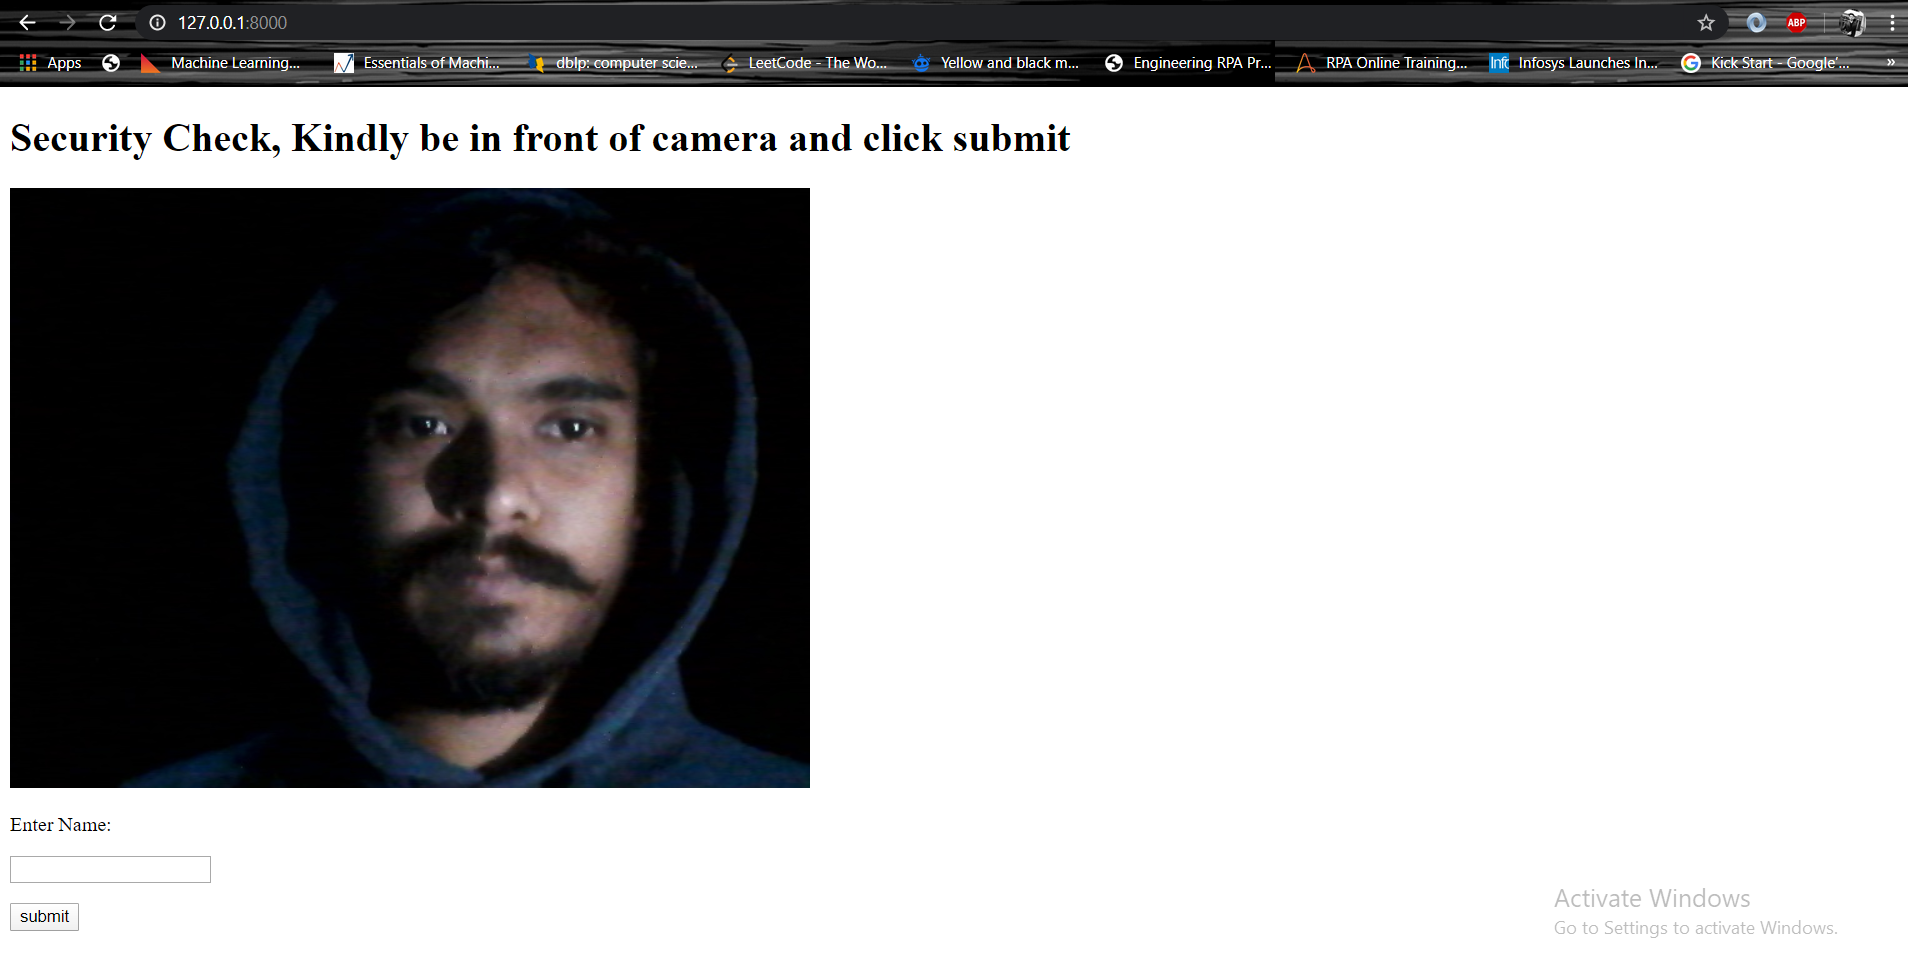 127.0.0.1:8000
ABP
Apps Machine Learning... Essentials of Machi... dblp: computer scie... LeetCode - The Wo... Yellow and black m... Engineering RPA Pr... RPA Online Training... Infosys Launches In... Kick Start - Google'... »
Security Check, Kindly be in front of camera and click submit
Enter Name:
submit
Activate Windows
Go to Settings to activate Windows.